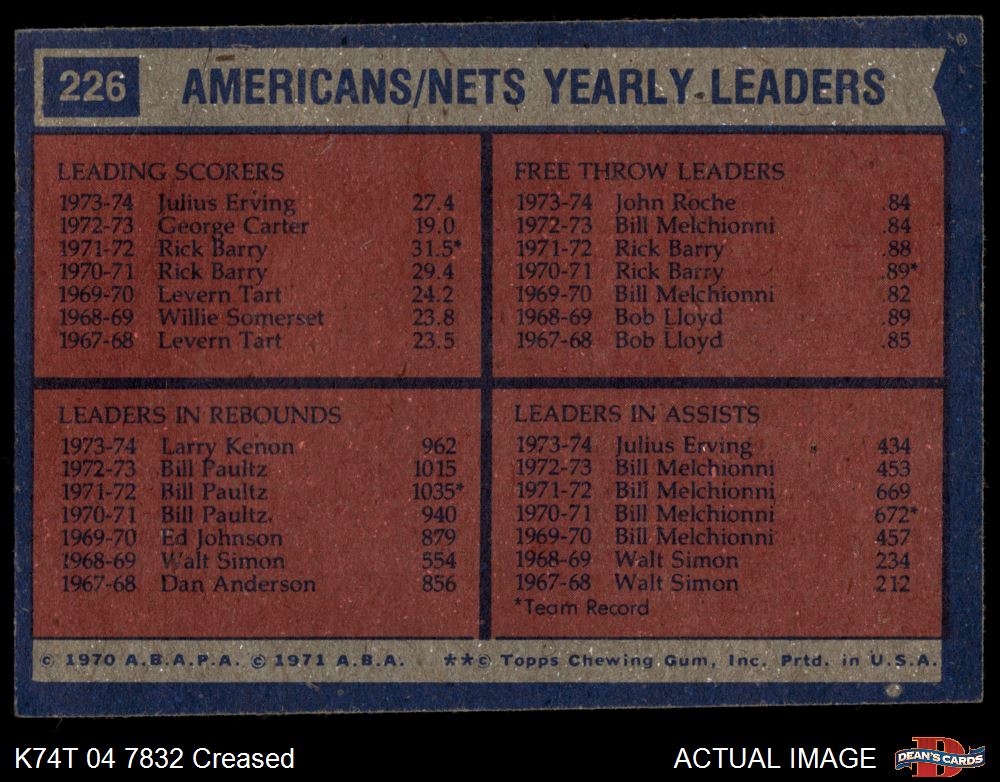 226 AMERICANS/NETS YEARLY LEADERS
LEADING SCORERS
1973-74 Julius Erving 27.4
1972-73 George Carter 19.0
1971-72 Rick Barry 31.5*
1970-71 Rick Barry 29.4
1969-70 Levern Tart 24.2
1968-69 Willie Somerset 23.8
1967-68 Levern Tart 23.5
FREE THROW LEADERS
1973-74 John Roche .84
1972-73 Bill Melchionni .84
1971-72 Rick Barry .88
1970-71 Rick Barry .89*
1969-70 Bill Melchionni .82
1968-69 Bob Lloyd .89
1967-68 Bob Lloyd .85
LEADERS IN REBOUNDS
1973-74 Larry Kenon 962
1972-73 Bill Paultz 1015
1971-72 Bill Paultz 1035*
1970-71 Bill Paultz 940
1969-70 Ed Johnson 879
1968-69 Walt Simon 554
1967-68 Dan Anderson 856
LEADERS IN ASSISTS
1973-74 Julius Erving 434
1972-73 Bill Melchionni 453
1971-72 Bill Melchionni 669
1970-71 Bill Melchionni 672*
1969-70 Bill Melchionni 457
1968-69 Walt Simon 234
1967-68 Walt Simon 212
*Team Record
© 1970 A.B.A.P.A. © 1971 A.B.A. **© Topps Chewing Gum, Inc. Prtd. in U.S.A.
K74T 04 7832 Creased ACTUAL IMAGE D DEAN'S CARDS